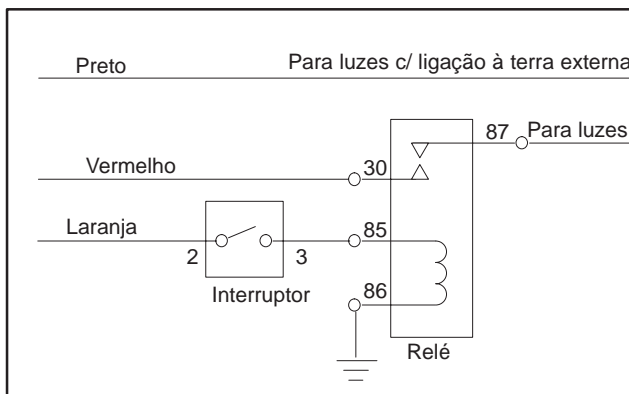 Preto
Para luzes c/ ligação à terra externa
87 Para luzes
Vermelho
30
Laranja
85
2
3
Interruptor
86
Relé